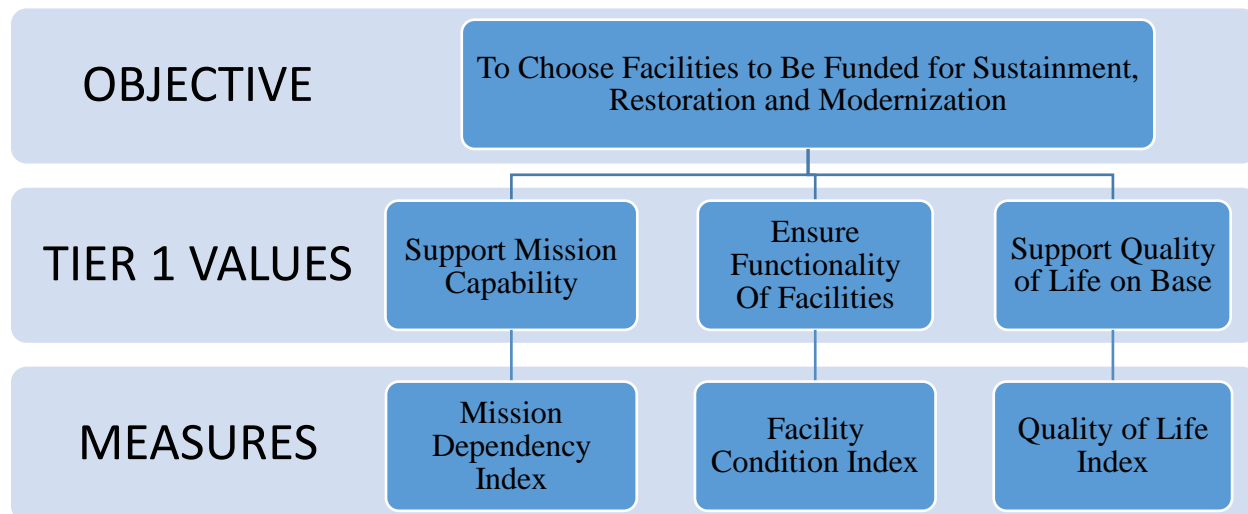 OBJECTIVE
To Choose Facilities to Be Funded for Sustainment,
Restoration and Modernization
TIER 1 VALUES
Support Mission
Capability
Ensure
Functionality
Of Facilities
Support Quality
of Life on Base
MEASURES
Mission
Dependency
Index
Facility
Condition Index
Quality of Life
Index